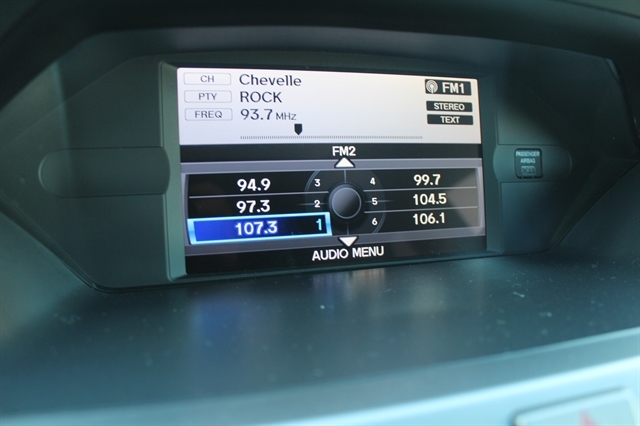 CH Chevelle
PTY ROCK
FREQ 93.7 MHz
FM1
STEREO
TEXT
FM2
94.9 3 4 99.7
97.3 2 5 104.5
107.3 1 6 106.1
AUDIO MENU
PASSENGER
AIRBAG